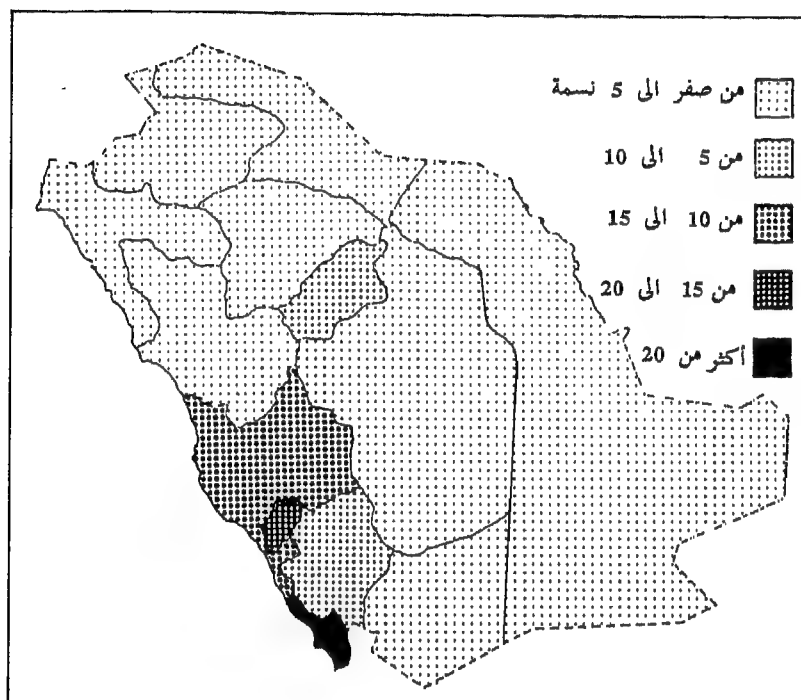 من صفر الى 5 نسمة
من 5 الى 10
من 10 الى 15
من 15 الى 20
أكثر من 20